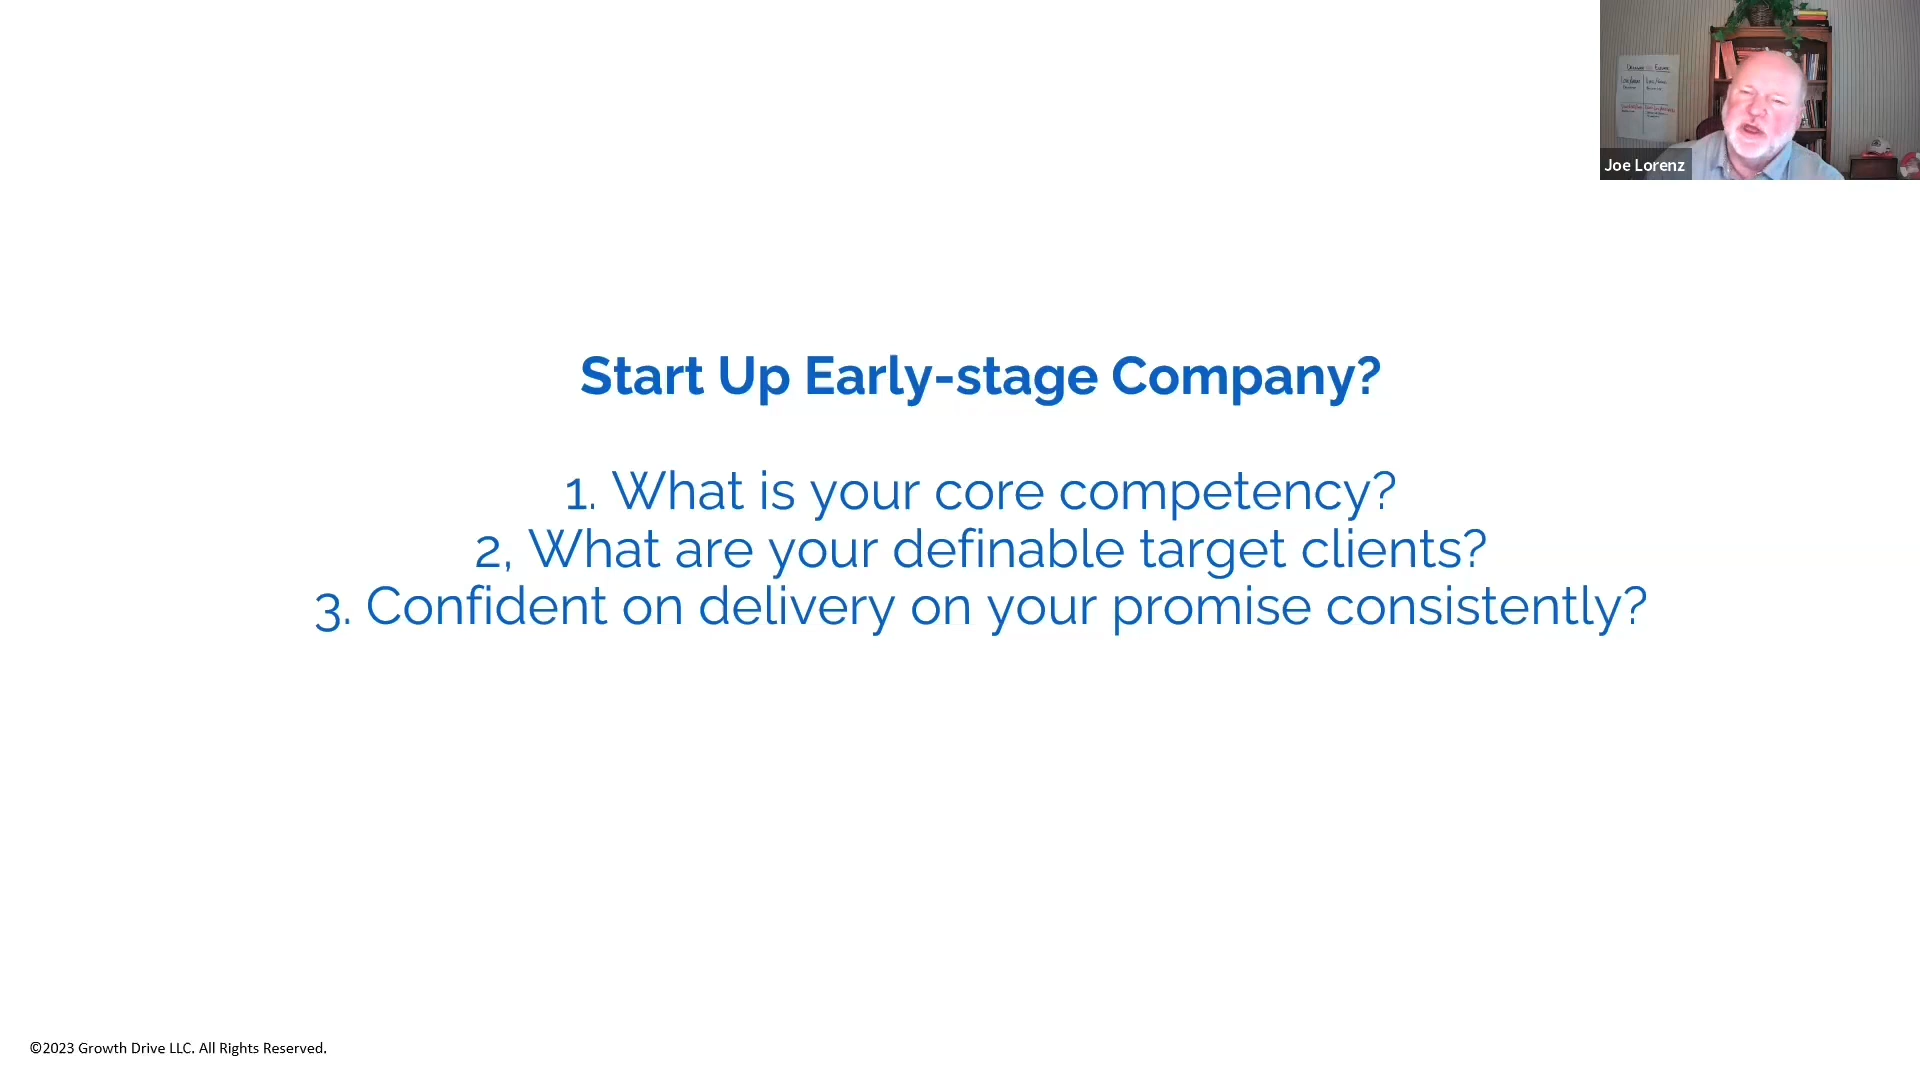 Joe Lorenz
Start Up Early-stage Company?
1. What is your core competency?
2, What are your definable target clients?
3. Confident on delivery on your promise consistently?
©2023 Growth Drive LLC. All Rights Reserved.